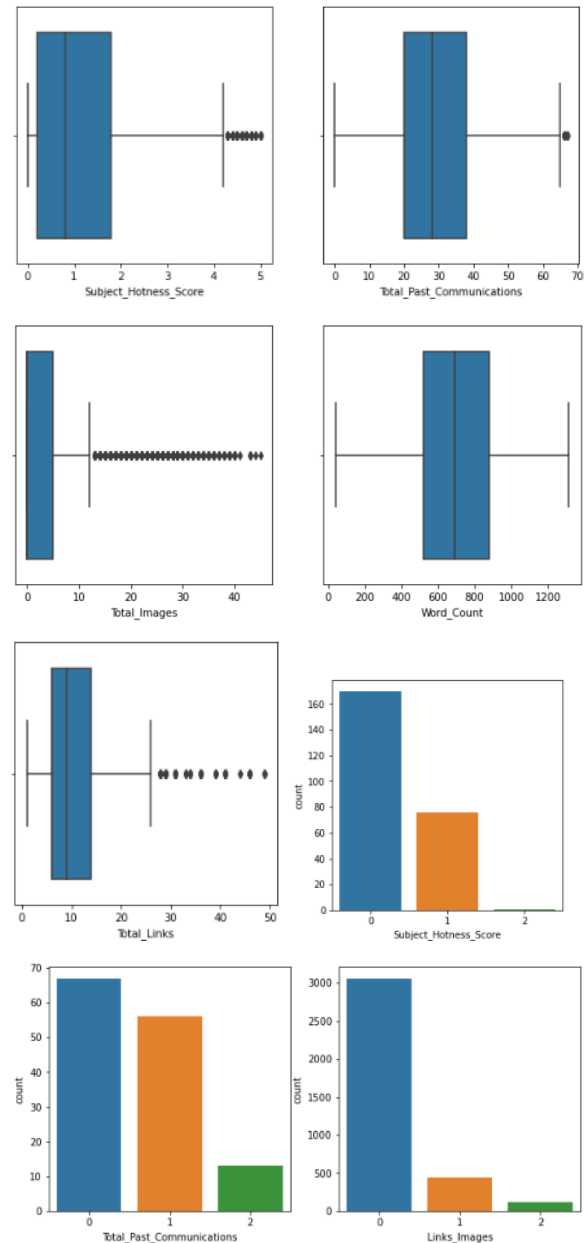 0 1 2 3 4 5
Subject_Hotness_Score
0 10 20 30 40 50 60 70
Total_Past_Communications
0 10 20 30 40
Total_Images
0 200 400 600 800 1000 1200
Word_Count
0 10 20 30 40 50
Total_Links
160
140
120
100
80
60
40
20
0
count
0 1 2
Subject_Hotness_Score
70
60
50
40
30
20
10
0
count
0 1 2
Total_Past_Communications
3000
2500
2000
1500
1000
500
0
count
0 1 2
Links_Images